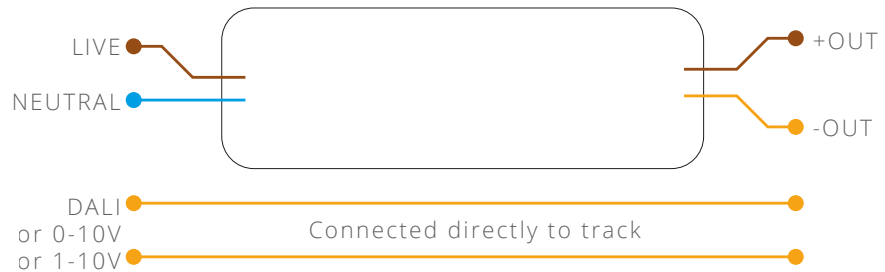 LIVE
NEUTRAL
+OUT
-OUT
DALI
or 0-10V
or 1-10V
Connected directly to track